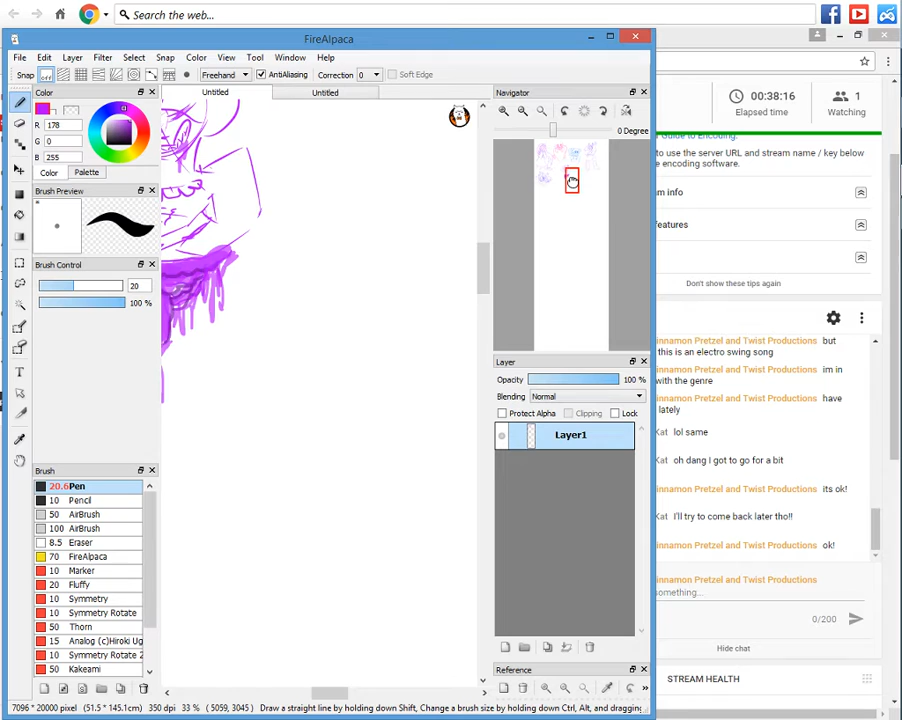 Search the web...
FireAlpaca
File Edit Layer Filter Select Snap Color View Tool Window Help
Snap off Freehand AntiAliasing Correction 0 Soft Edge
Color
R 178
G 0
B 255
Color Palette
Brush Preview
Brush Control
20
100 %
Brush
20.6 Pen
10 Pencil
50 AirBrush
100 AirBrush
8.5 Eraser
70 FireAlpaca
10 Marker
20 Fluffy
10 Symmetry
10 Symmetry Rotate
50 Thorn
15 Analog (c)Hiroki Ug
10 Symmetry Rotate 2
50 Kakeami
Untitled Untitled
Navigator
0 Degree
Layer
Opacity 100 %
Blending Normal
Protect Alpha Clipping Lock
Layer1
Reference
7096 * 20000 pixel (51.5 * 145.1cm) 350 dpi 33 % ( 5059, 3045) Draw a straight line by holding down Shift, Change a brush size by holding down Ctrl, Alt, and dragging
00:38:16
Elapsed time
1
Watching
Guide to Encoding.
to use the server URL and stream name / key below
encoding software.
m info
eatures
Don't show these tips again
innamon Pretzel and Twist Productions but
this is an electro swing song
innamon Pretzel and Twist Productions im in
with the genre
innamon Pretzel and Twist Productions have
lately
Kat lol same
Kat oh dang I got to go for a bit
innamon Pretzel and Twist Productions its ok!
Kat I'll try to come back later tho!!
innamon Pretzel and Twist Productions ok!
innamon Pretzel and Twist Productions
something...
0/200
Hide chat
STREAM HEALTH